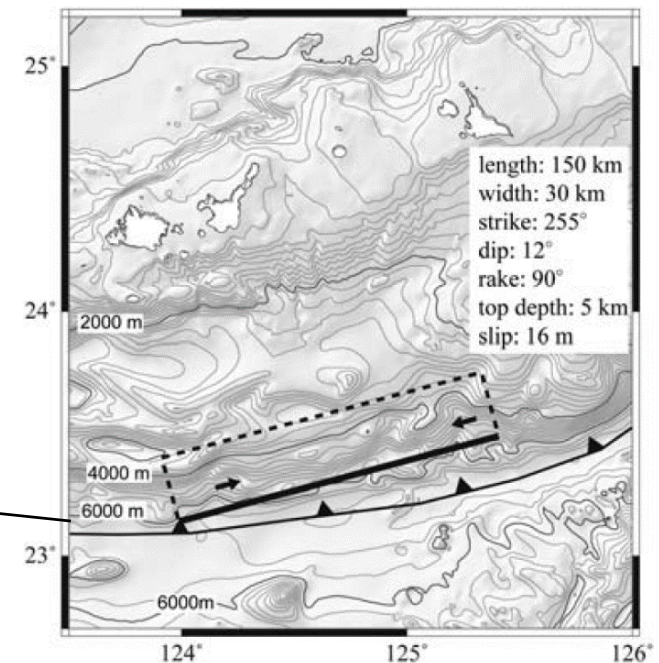 25°
length: 150 km
width: 30 km
strike: 255°
dip: 12°
rake: 90°
top depth: 5 km
slip: 16 m
24°
2000 m
4000 m
6000 m
23°
6000m
124°
125°
126°